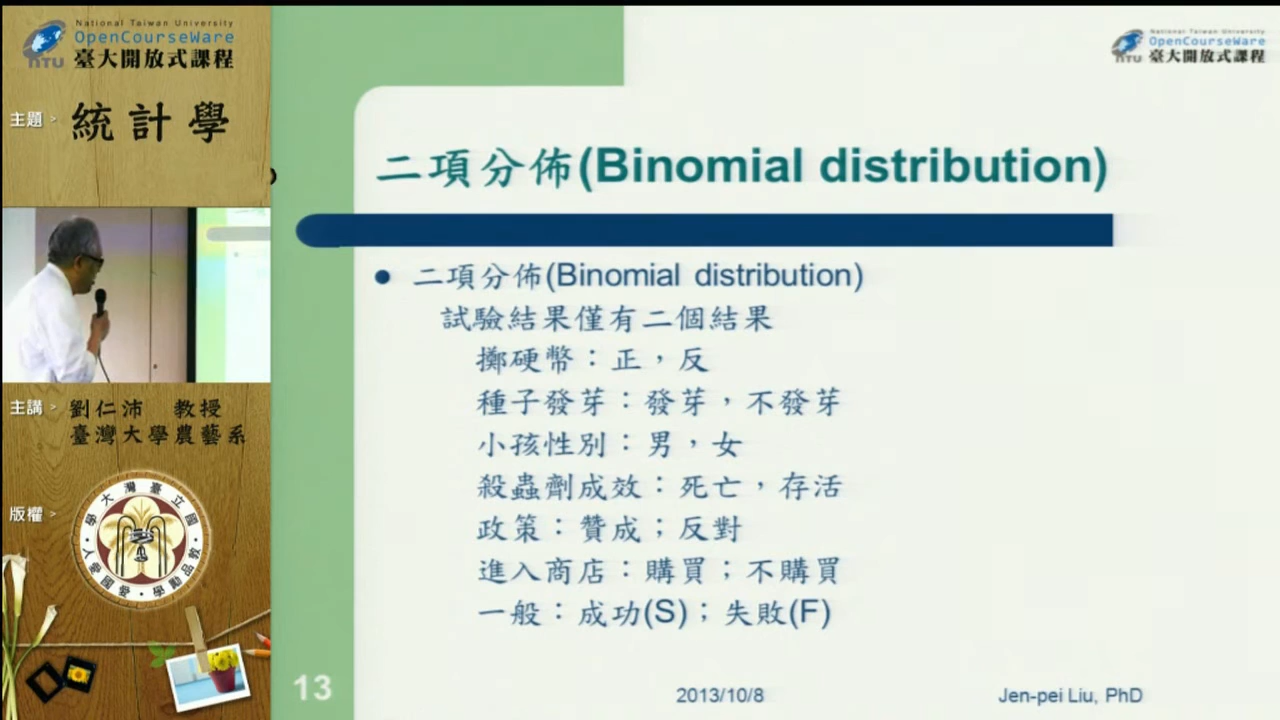 National Taiwan University
OpenCourseWare
NTU 臺大開放式課程
主題 > 統計學
主講 > 劉仁沛 教授
臺灣大學農藝系
版權 >
National Taiwan University
OpenCourseWare
NTU 臺大開放式課程
二項分佈(Binomial distribution)
● 二項分佈(Binomial distribution)
試驗結果僅有二個結果
擲硬幣：正，反
種子發芽：發芽，不發芽
小孩性別：男，女
殺蟲劑成效：死亡，存活
政策：贊成；反對
進入商店：購買；不購買
一般：成功(S)；失敗(F)
13
2013/10/8
Jen-pei Liu, PhD